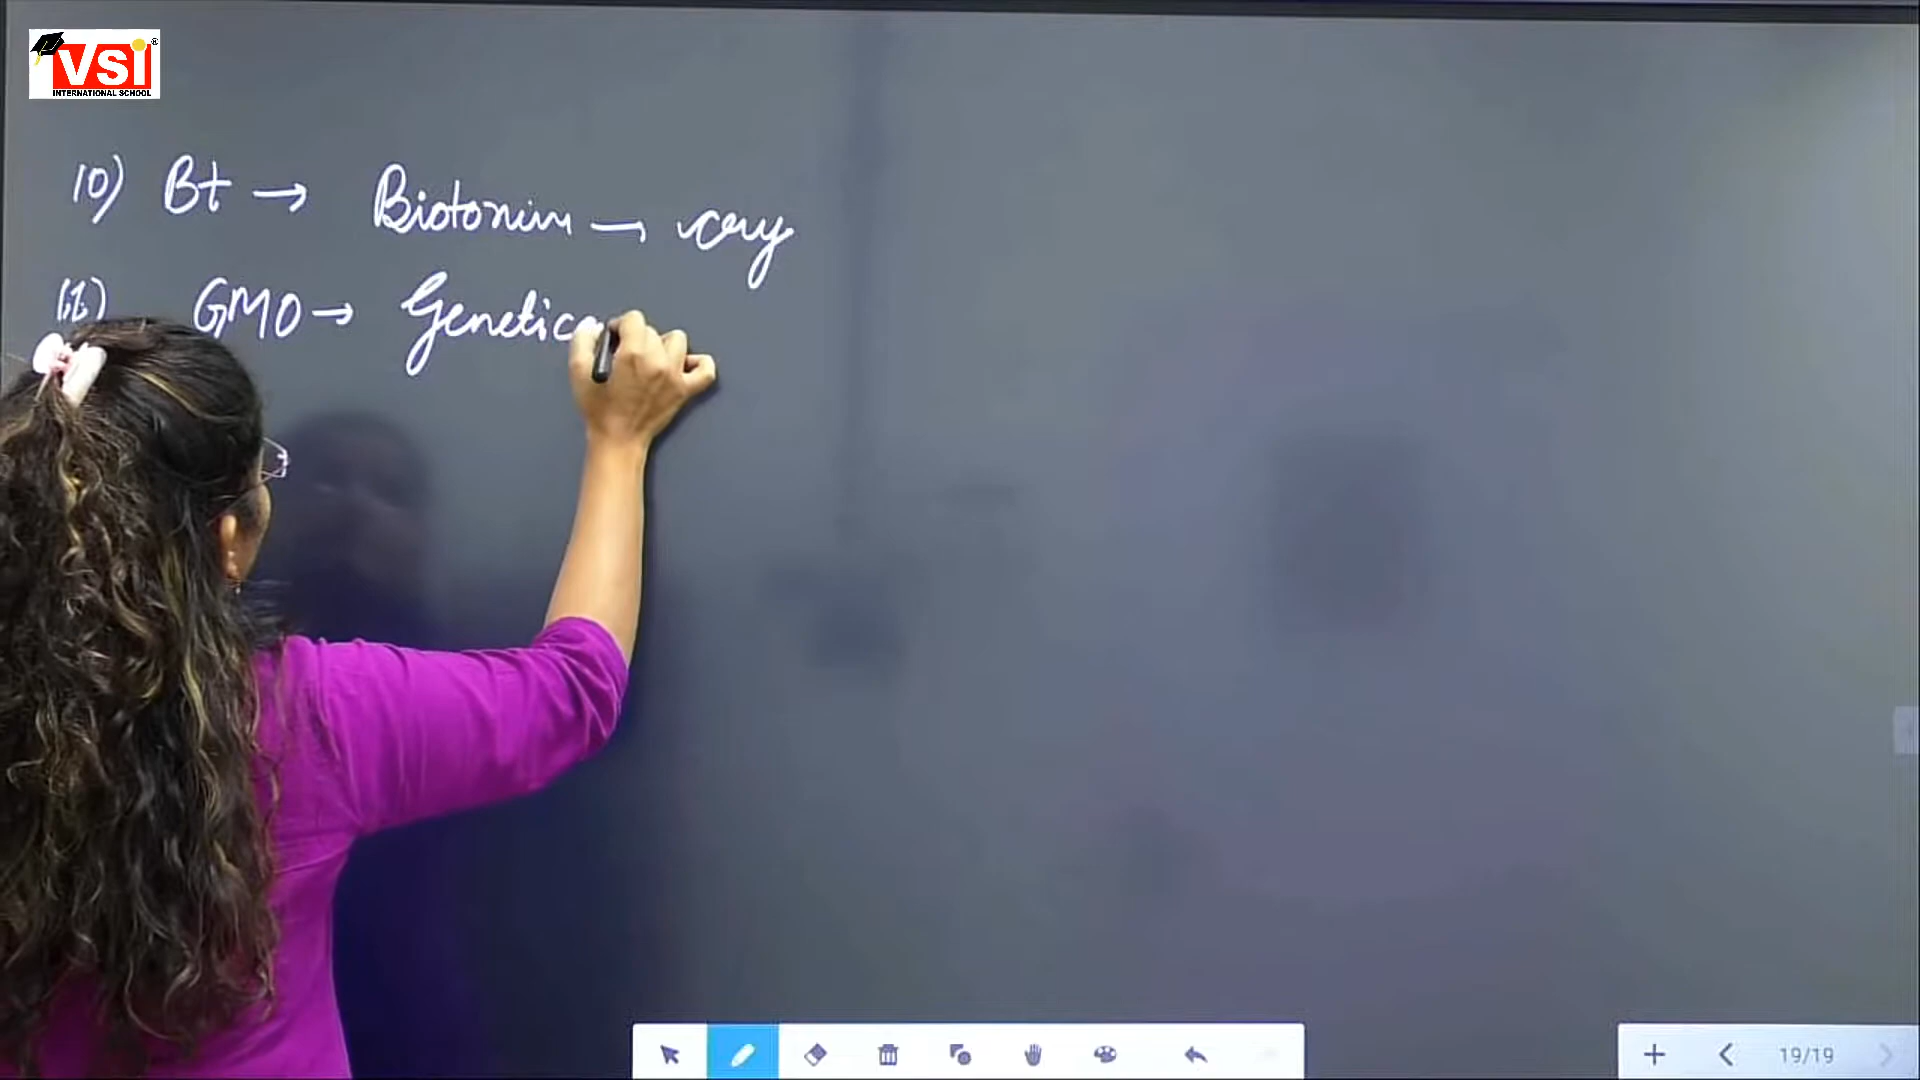 VSI
INTERNATIONAL SCHOOL
10) Bt → Biotoxin → cry
GMO → Genetica
19/19